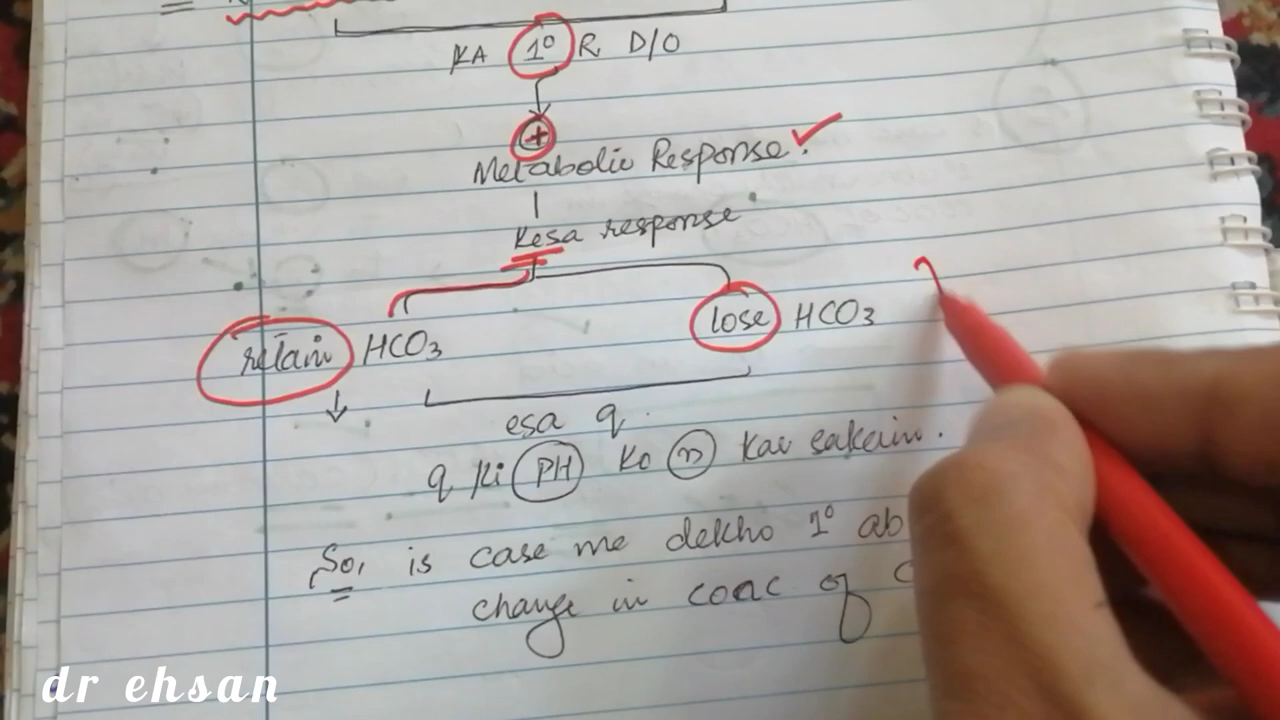 KA 1° R D/O
+
Metabolic Response.
Kesa response
retain HCO3
lose HCO3
esa q.
q ki PH ko n kar sakein.
So, is case me dekho 1° ab
change in conc of
dr ehsan